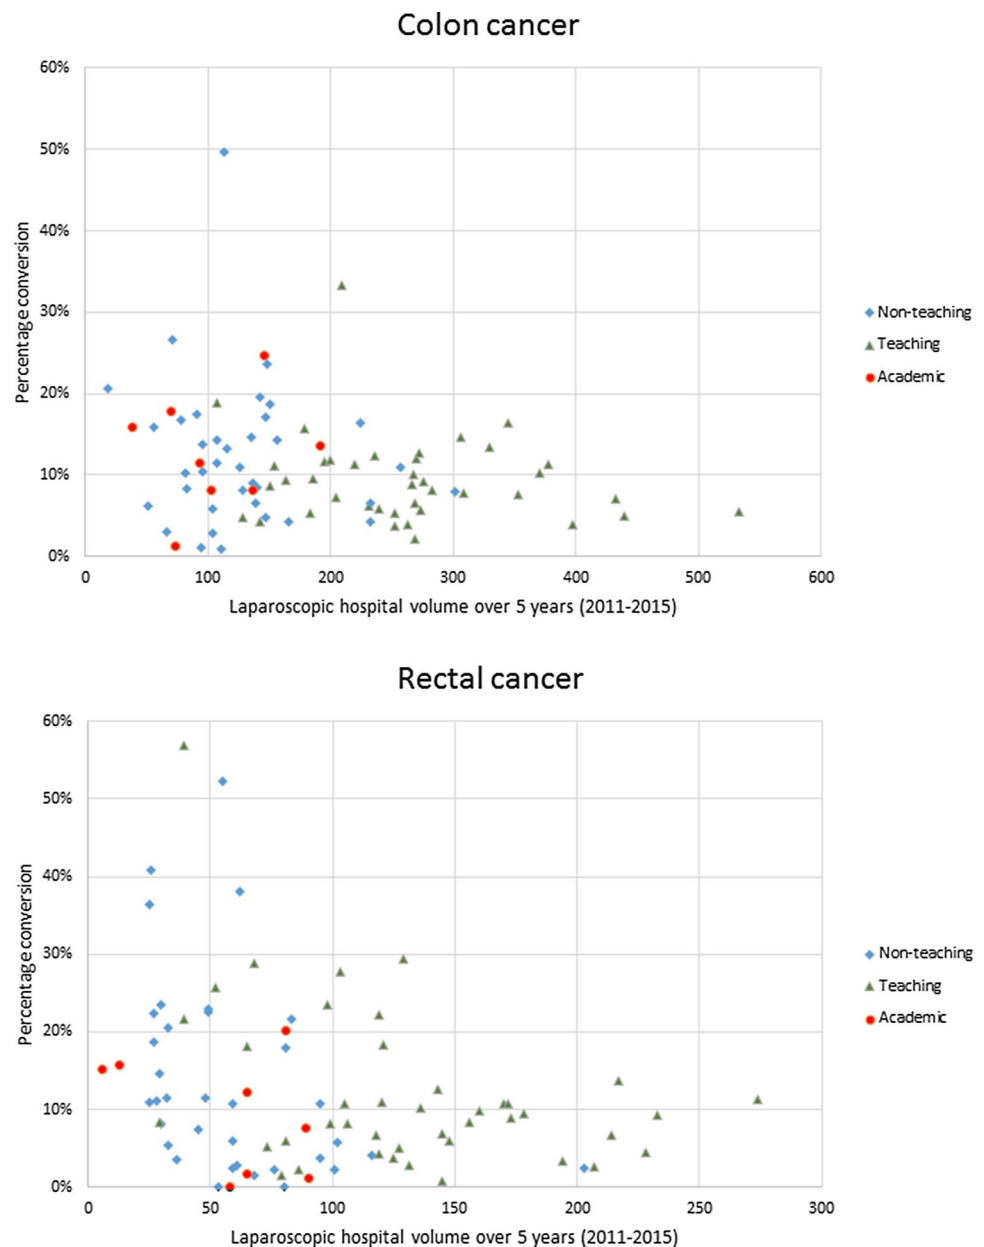 Colon cancer
60%
50%
40%
30%
20%
10%
0%
Percentage conversion
0 100 200 300 400 500 600
Laparoscopic hospital volume over 5 years (2011-2015)
Non-teaching
Teaching
Academic
Rectal cancer
60%
50%
40%
30%
20%
10%
0%
Percentage conversion
0 50 100 150 200 250 300
Laparoscopic hospital volume over 5 years (2011-2015)
Non-teaching
Teaching
Academic